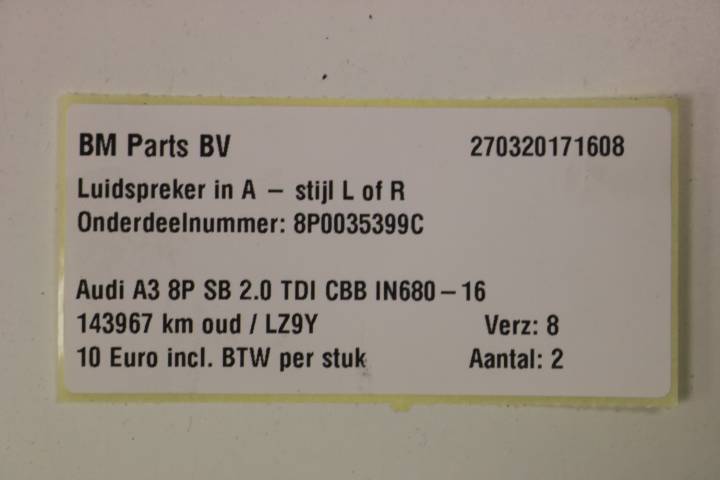 BM Parts BV 270320171608
Luidspreker in A – stijl L of R
Onderdeelnummer: 8P0035399C
Audi A3 8P SB 2.0 TDI CBB IN680–16
143967 km oud / LZ9Y Verz: 8
10 Euro incl. BTW per stuk Aantal: 2